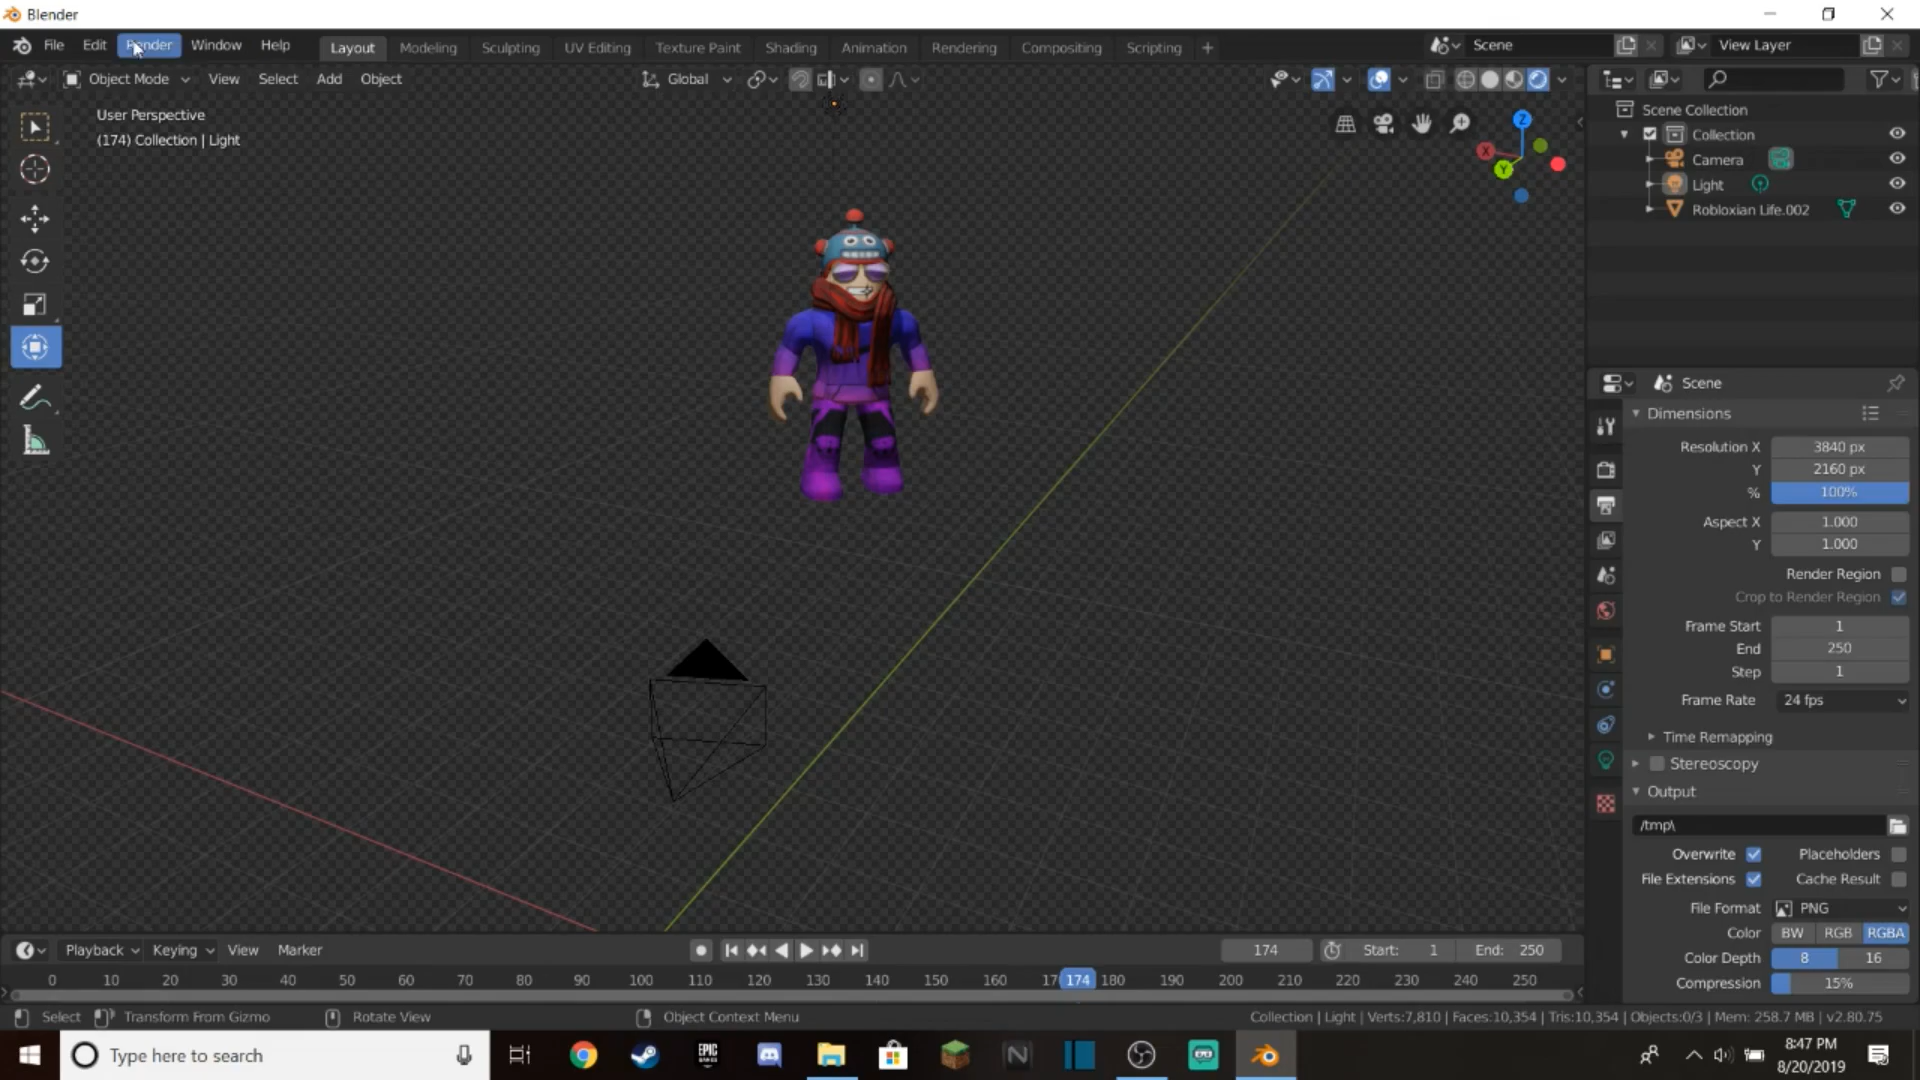 Blender
File Edit Render Window Help Layout Modeling Sculpting UV Editing Texture Paint Shading Animation Rendering Compositing Scripting + Scene View Layer
Object Mode View Select Add Object Global
User Perspective
(174) Collection | Light
Z
X
Y
Scene Collection
Collection
Camera
Light
Robloxian Life.002
Scene
Dimensions
Resolution X 3840 px
Y 2160 px
% 100%
Aspect X 1.000
Y 1.000
Render Region
Crop to Render Region
Frame Start 1
End 250
Step 1
Frame Rate 24 fps
Time Remapping
Stereoscopy
Output
/tmp\
Overwrite Placeholders
File Extensions Cache Result
File Format PNG
Color BW RGB RGBA
Color Depth 8 16
Compression 15%
Playback Keying View Marker 174 Start: 1 End: 250
0 10 20 30 40 50 60 70 80 90 100 110 120 130 140 150 160 17 174 180 190 200 210 220 230 240 250
Select Transform From Gizmo Rotate View Object Context Menu Collection | Light | Verts:7,810 | Faces:10,354 | Tris:10,354 | Objects:0/3 | Mem: 258.7 MB | v2.80.75
Type here to search
EPIC
GAMES
N
8:47 PM
8/20/2019